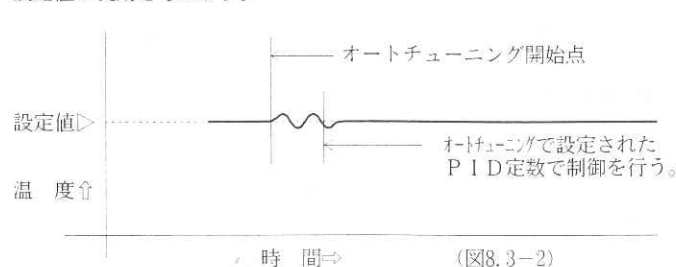 オートチューニング開始点
設定値▷
オートチューニングで設定された
PID定数で制御を行う。
温 度⇧
時 間⇨
(図8.3-2)